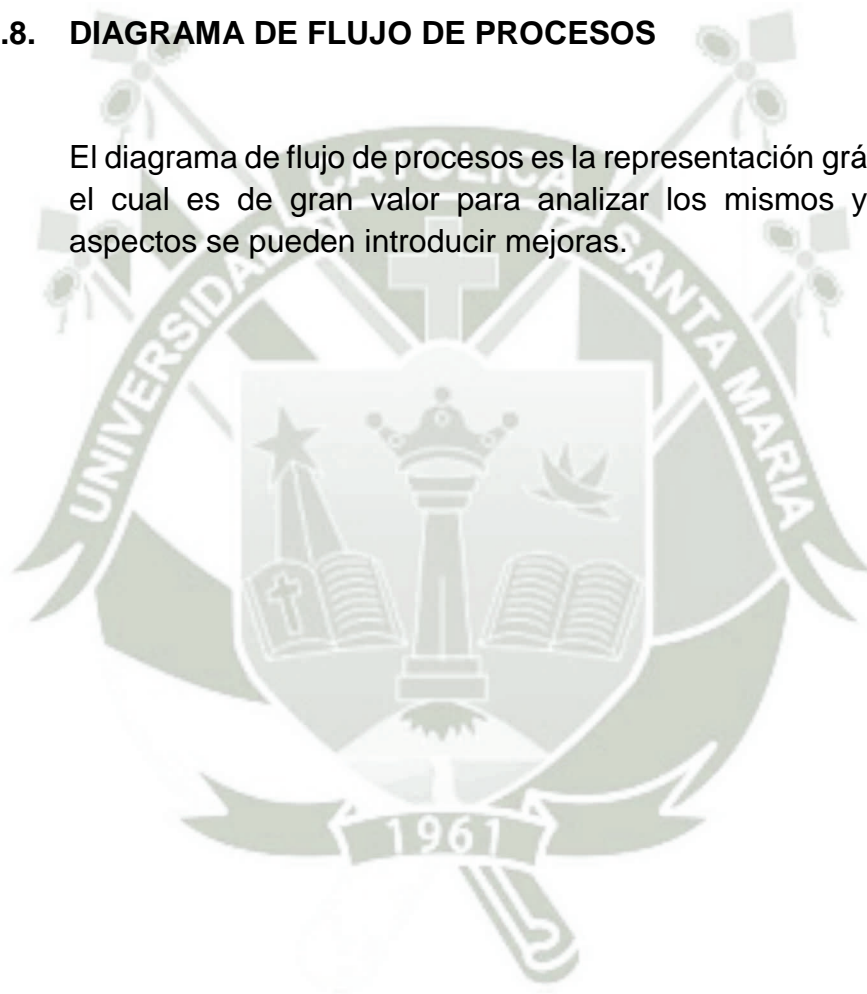 .8. DIAGRAMA DE FLUJO DE PROCESOS
El diagrama de flujo de procesos es la representación grá
el cual es de gran valor para analizar los mismos y
aspectos se pueden introducir mejoras.
UNIVERSIDAD CATOLICA SANTA MARIA
1961